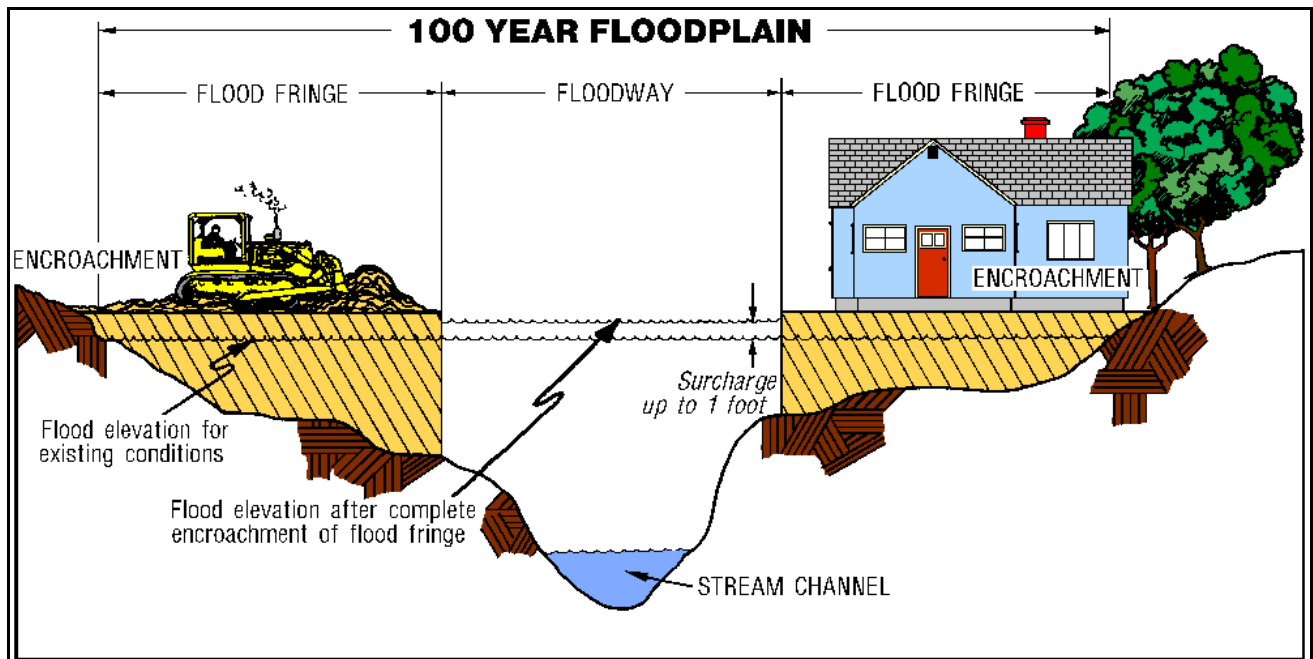 100 YEAR FLOODPLAIN
FLOOD FRINGE
FLOODWAY
FLOOD FRINGE
ENCROACHMENT
ENCROACHMENT
Surcharge
up to 1 foot
Flood elevation for
existing conditions
Flood elevation after complete
encroachment of flood fringe
STREAM CHANNEL